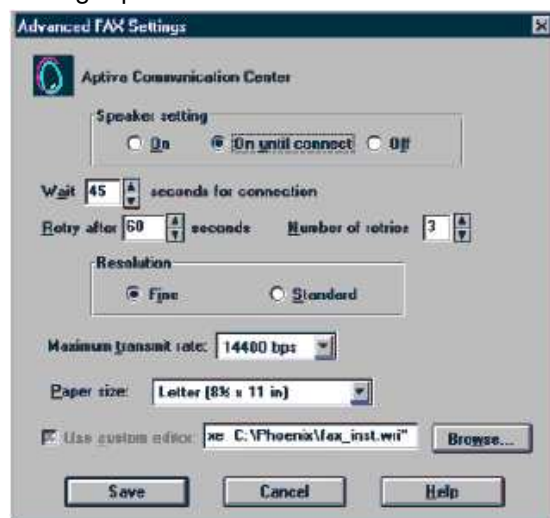 Advanced FAX Settings
Aptiva Communication Center
Speaker setting
On On until connect Off
Wait 45 seconds for connection
Retry after 60 seconds Number of retries 3
Resolution
Fine Standard
Maximum transmit rate: 14400 bps
Paper size: Letter (8½ x 11 in)
Use custom editor: xe C:\Phoenix\fax_inst.wri" Browse...
Save Cancel Help